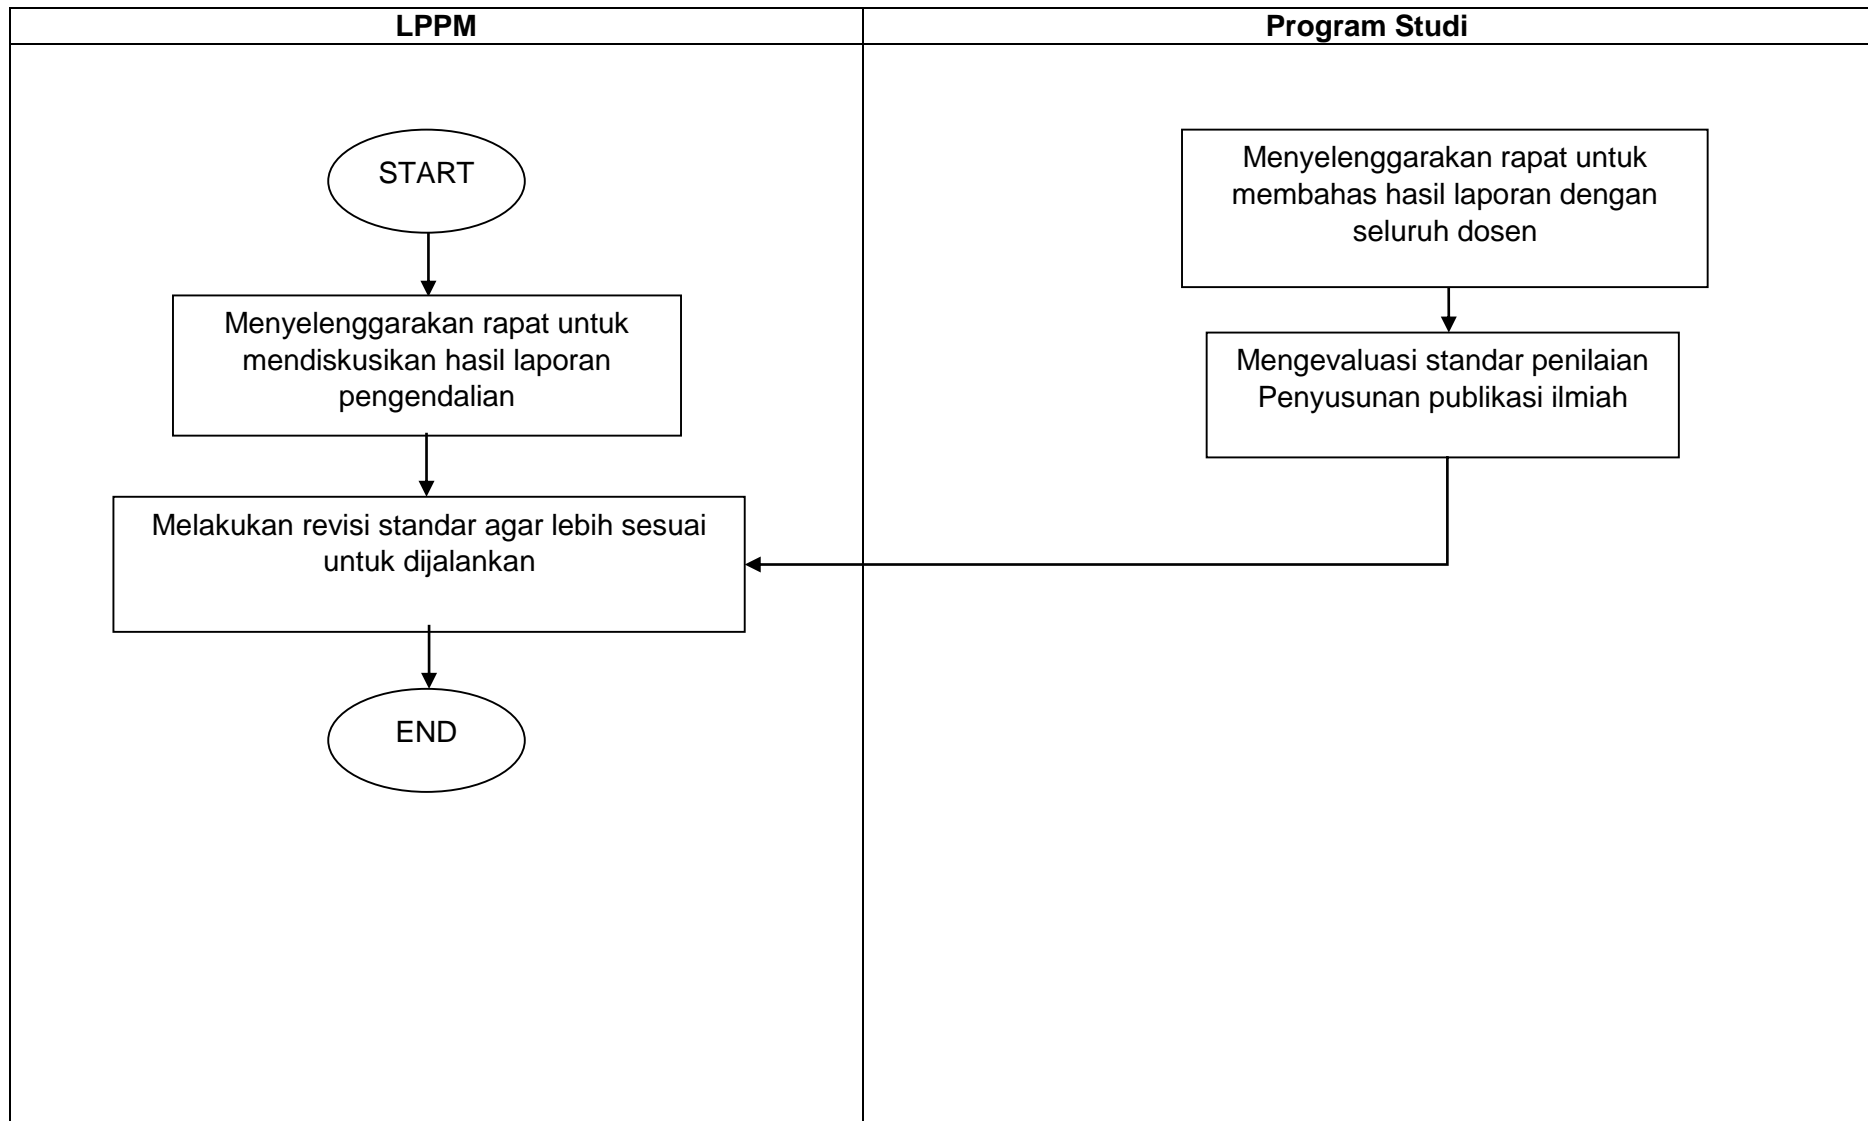 LPPM
Program Studi
START
Menyelenggarakan rapat untuk
mendiskusikan hasil laporan
pengendalian
Melakukan revisi standar agar lebih sesuai
untuk dijalankan
END
Menyelenggarakan rapat untuk
membahas hasil laporan dengan
seluruh dosen
Mengevaluasi standar penilaian
Penyusunan publikasi ilmiah